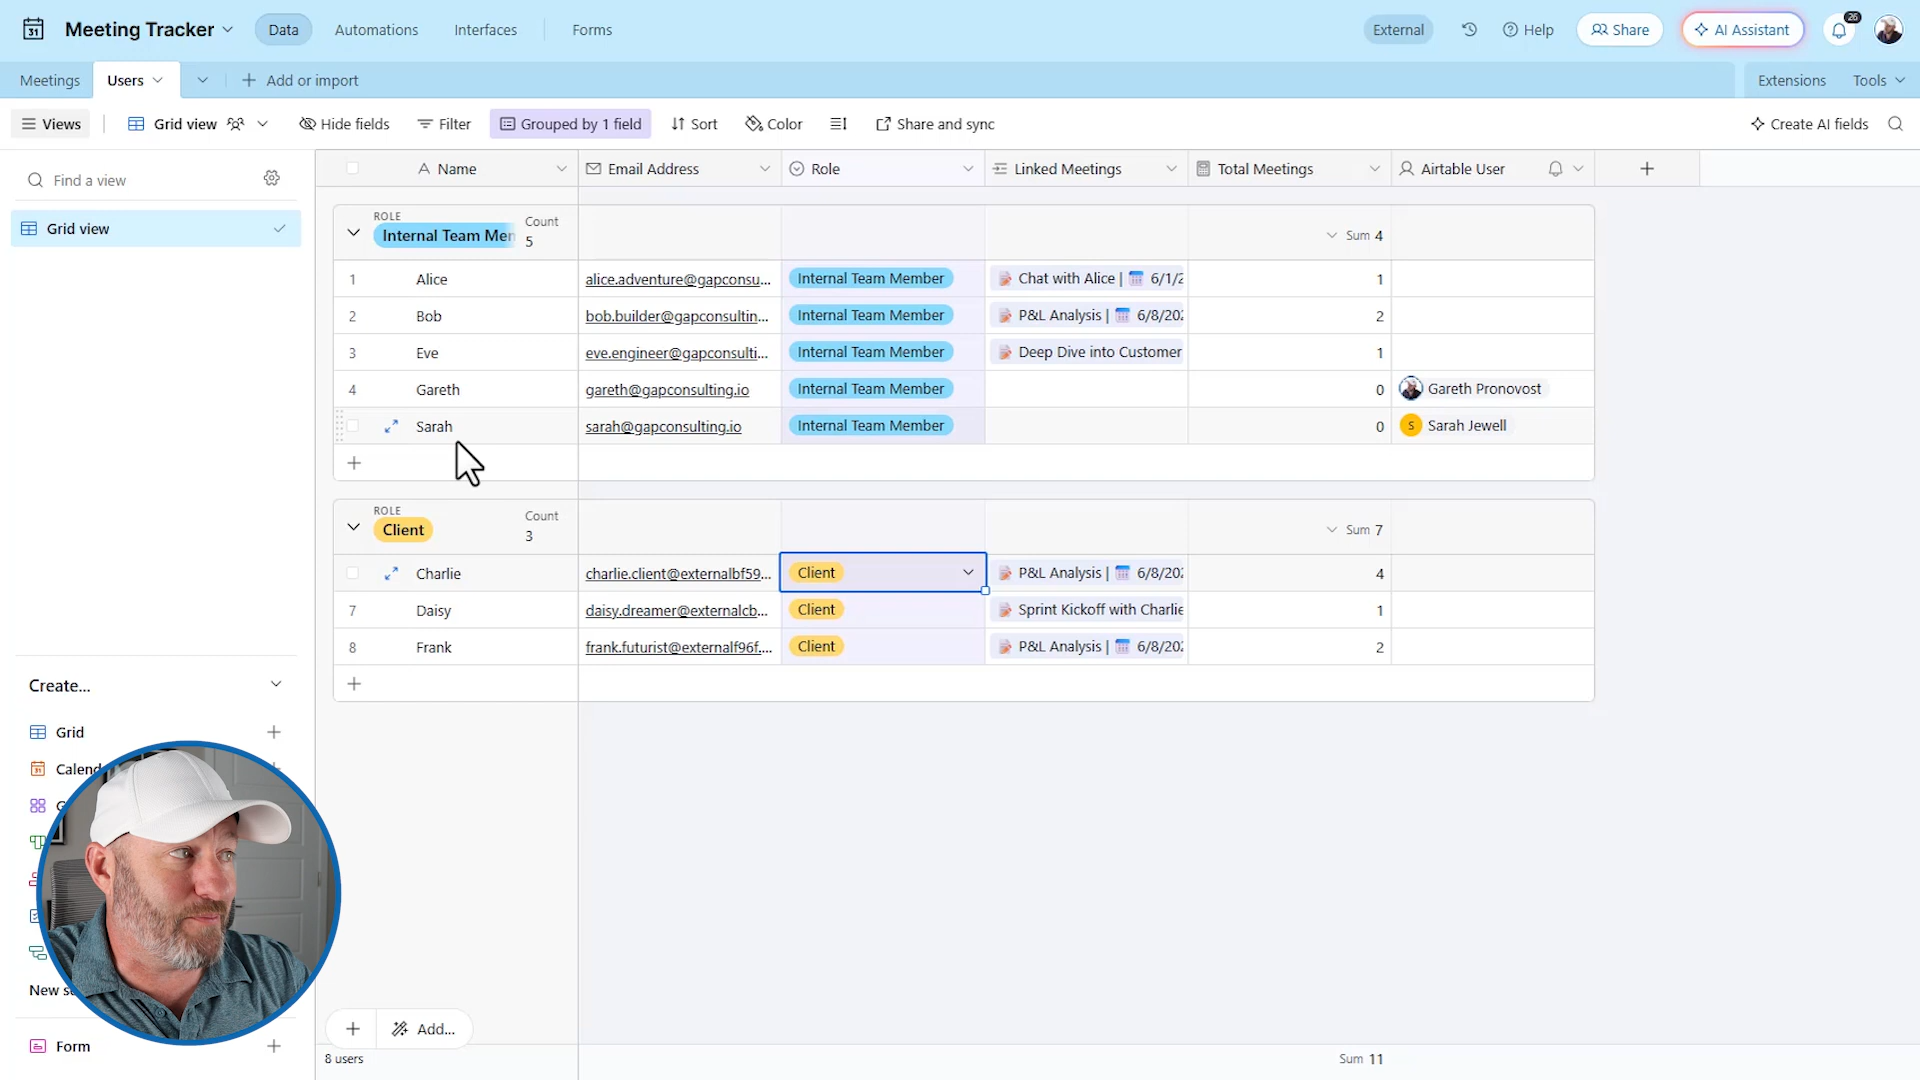 31 Meeting Tracker Data Automations Interfaces Forms External Help Share AI Assistant 26
Meetings Users Add or import Extensions Tools
Views Grid view Hide fields Filter Grouped by 1 field Sort Color Share and sync Create AI fields
Find a view
Grid view
Name Email Address Role Linked Meetings Total Meetings Airtable User
ROLE Count
Internal Team Mem 5 Sum 4
1 Alice alice.adventure@gapconsu... Internal Team Member Chat with Alice | 6/1/2
2 Bob bob.builder@gapconsultin... Internal Team Member P&L Analysis | 6/8/202 2
3 Eve eve.engineer@gapconsulti... Internal Team Member Deep Dive into Customer 1
4 Gareth gareth@gapconsulting.io Internal Team Member 0 Gareth Pronovost
Sarah sarah@gapconsulting.io Internal Team Member 0 S Sarah Jewell
ROLE Count
Client 3 Sum 7
Charlie charlie.client@externalbf59... Client P&L Analysis | 6/8/202 4
7 Daisy daisy.dreamer@externalcb... Client Sprint Kickoff with Charlie 1
8 Frank frank.futurist@externalf96f.... Client P&L Analysis | 6/8/202 2
Create...
Grid
Calend
New
Form
Add...
8 users Sum 11